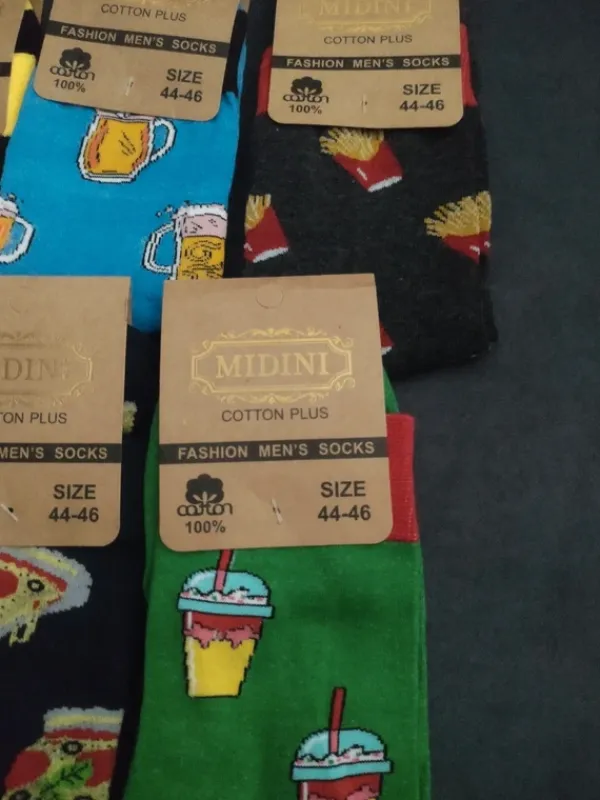 COTTON PLUS
FASHION MEN'S SOCKS
cotton
100%
SIZE
44-46
MIDINI
COTTON PLUS
FASHION MEN'S SOCKS
cotton
100%
SIZE
44-46
DINI
TON PLUS
MEN'S SOCKS
SIZE
44-46
MIDINI
COTTON PLUS
FASHION MEN'S SOCKS
cotton
100%
SIZE
44-46